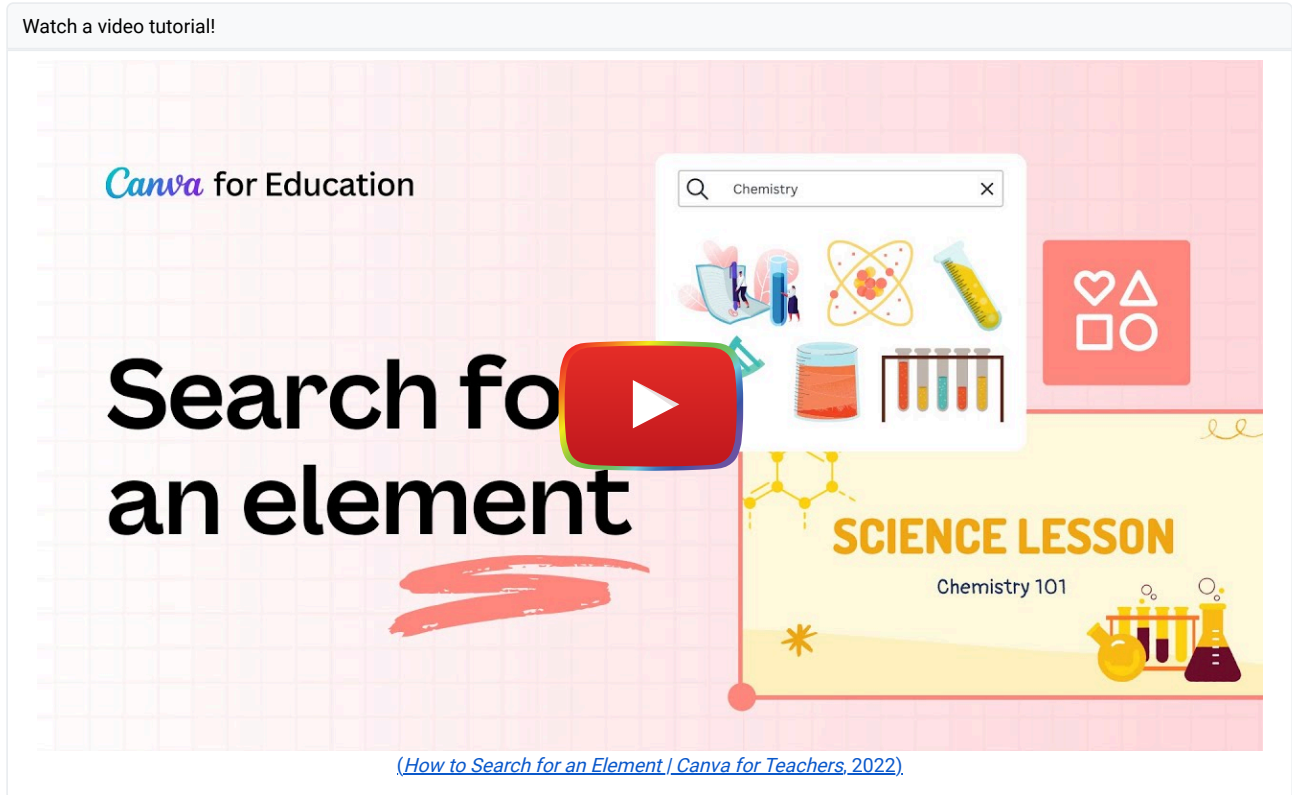 Watch a video tutorial!
Canva for Education
Chemistry
Search fo
an element
SCIENCE LESSON
Chemistry 101
(How to Search for an Element | Canva for Teachers, 2022)